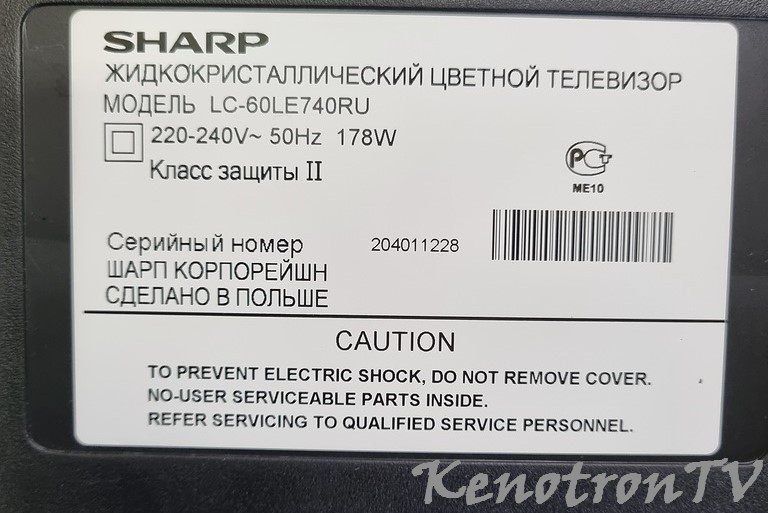 SHARP
ЖИДКОКРИСТАЛЛИЧЕСКИЙ ЦВЕТНОЙ ТЕЛЕВИЗОР
МОДЕЛЬ LC-60LE740RU
220-240V~ 50Hz 178W
Класс защиты II
РСТ
ME10
Серийный номер 204011228
ШАРП КОРПОРЕЙШН
СДЕЛАНО В ПОЛЬШЕ
CAUTION
TO PREVENT ELECTRIC SHOCK, DO NOT REMOVE COVER.
NO-USER SERVICEABLE PARTS INSIDE.
REFER SERVICING TO QUALIFIED SERVICE PERSONNEL.
KenotronTV